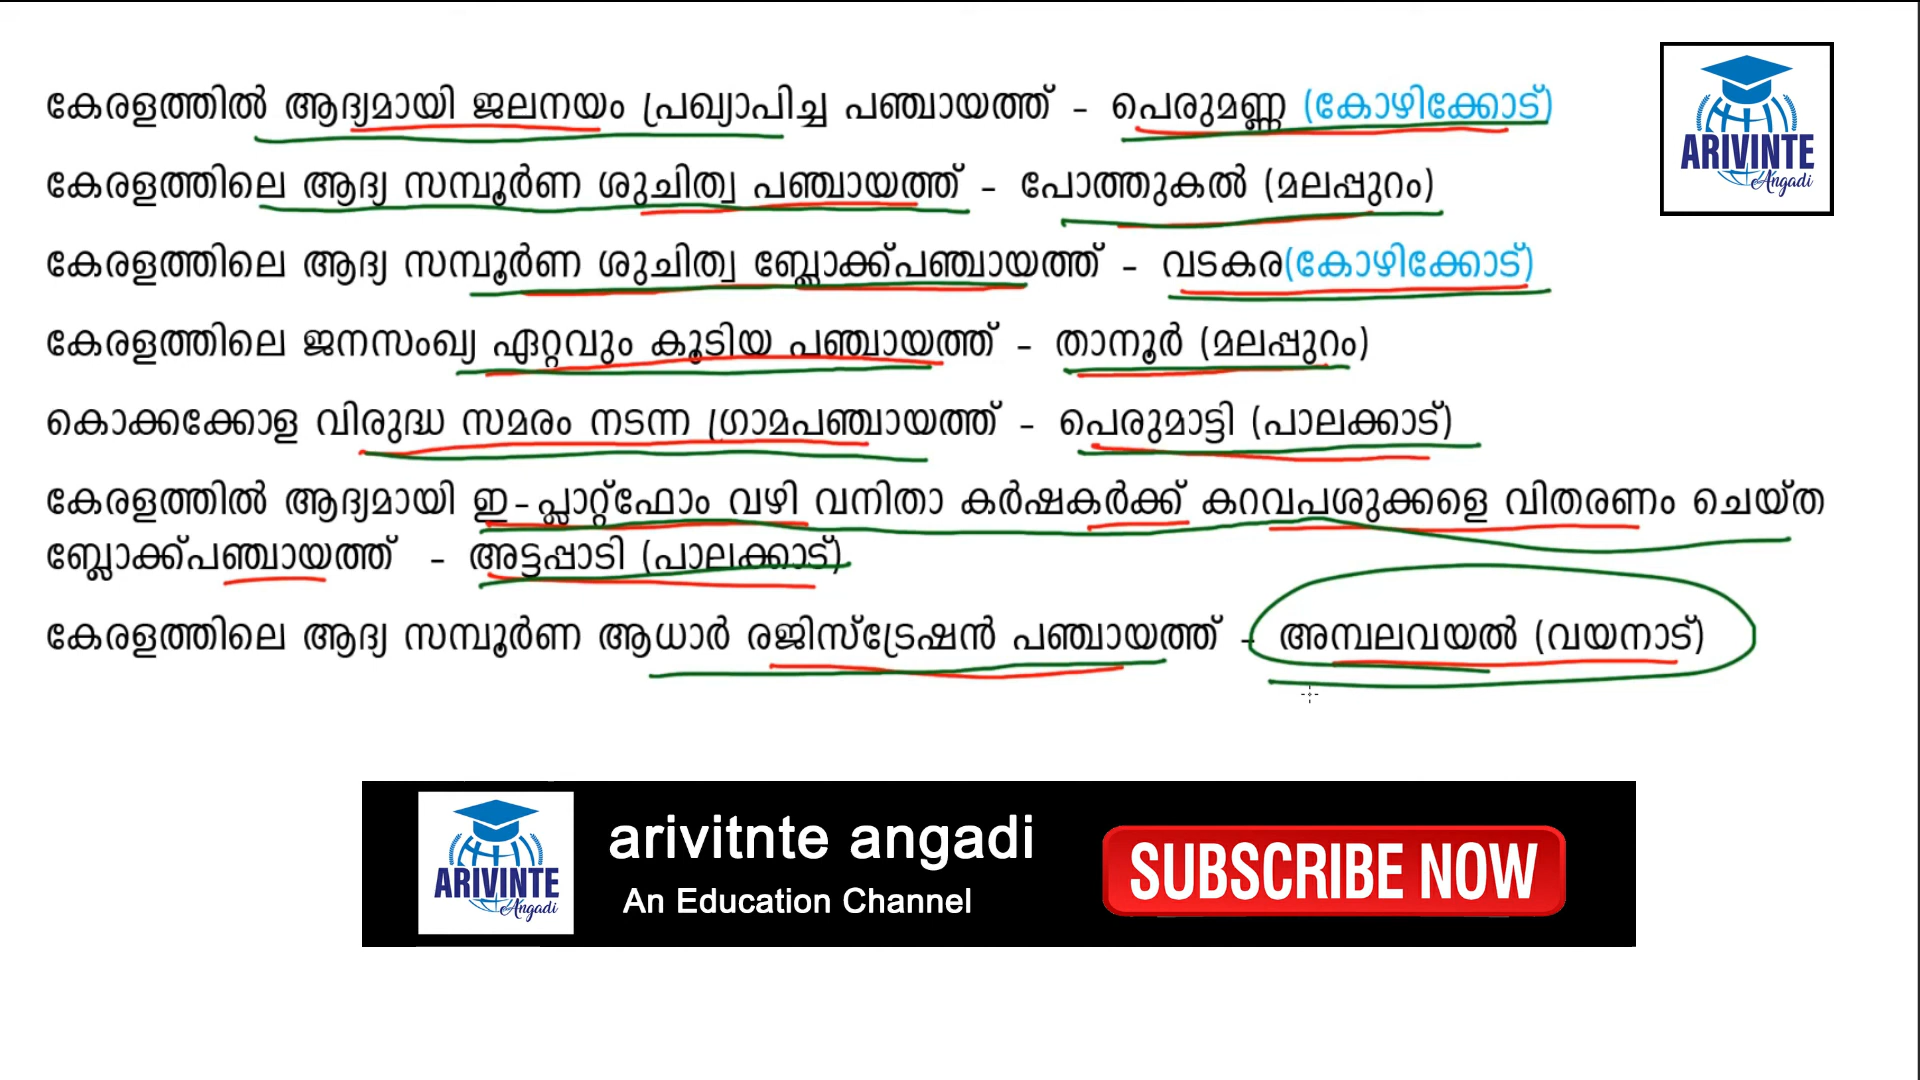 കേരളത്തിൽ ആദ്യമായി ജലനയം പ്രഖ്യാപിച്ച പഞ്ചായത്ത് - പെരുമണ്ണ (കോഴിക്കോട്)
ARIVINTE
Angadi
കേരളത്തിലെ ആദ്യ സമ്പൂർണ ശുചിത്വ പഞ്ചായത്ത് - പോത്തുകൽ (മലപ്പുറം)
കേരളത്തിലെ ആദ്യ സമ്പൂർണ ശുചിത്വ ബ്ലോക്ക്പഞ്ചായത്ത് - വടകര(കോഴിക്കോട്)
കേരളത്തിലെ ജനസംഖ്യ ഏറ്റവും കൂടിയ പഞ്ചായത്ത് - താനൂർ (മലപ്പുറം)
കൊക്കക്കോള വിരുദ്ധ സമരം നടന്ന ഗ്രാമപഞ്ചായത്ത് - പെരുമാട്ടി (പാലക്കാട്)
കേരളത്തിൽ ആദ്യമായി ഇ-പ്ലാറ്റ്ഫോം വഴി വനിതാ കർഷകർക്ക് കറവപശുക്കളെ വിതരണം ചെയ്ത
ബ്ലോക്ക്പഞ്ചായത്ത് - അട്ടപ്പാടി (പാലക്കാട്)
കേരളത്തിലെ ആദ്യ സമ്പൂർണ ആധാർ രജിസ്ട്രേഷൻ പഞ്ചായത്ത് - അമ്പലവയൽ (വയനാട്)
ARIVINTE
Angadi
arivitnte angadi
An Education Channel
SUBSCRIBE NOW